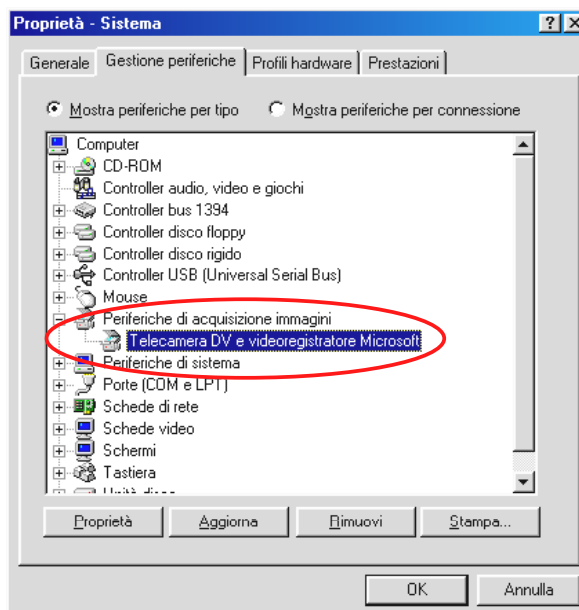 Proprietà - Sistema
Generale Gestione periferiche Profili hardware Prestazioni
Mostra periferiche per tipo Mostra periferiche per connessione
Computer
CD-ROM
Controller audio, video e giochi
Controller bus 1394
Controller disco floppy
Controller disco rigido
Controller USB (Universal Serial Bus)
Mouse
Periferiche di acquisizione immagini
Telecamera DV e videoregistratore Microsoft
Periferiche di sistema
Porte (COM e LPT)
Schede di rete
Schede video
Schermi
Tastiera
Proprietà Aggiorna Rimuovi Stampa...
OK Annulla